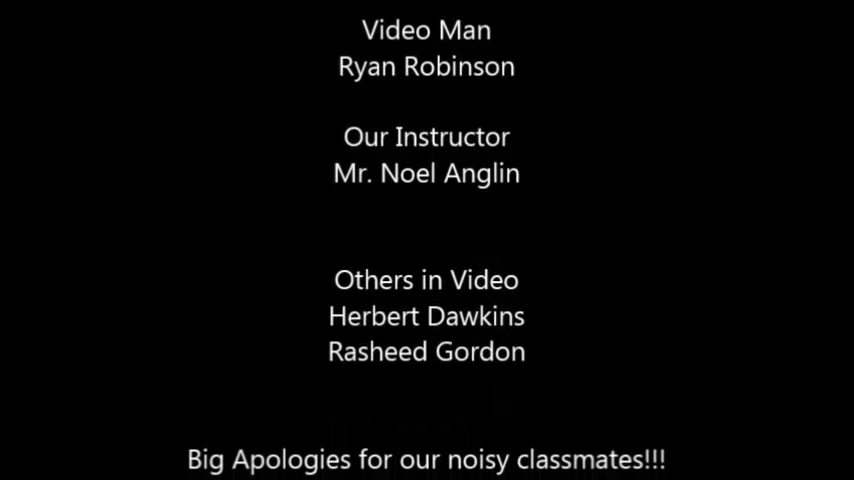 Video Man
Ryan Robinson
Our Instructor
Mr. Noel Anglin
Others in Video
Herbert Dawkins
Rasheed Gordon
Big Apologies for our noisy classmates!!!